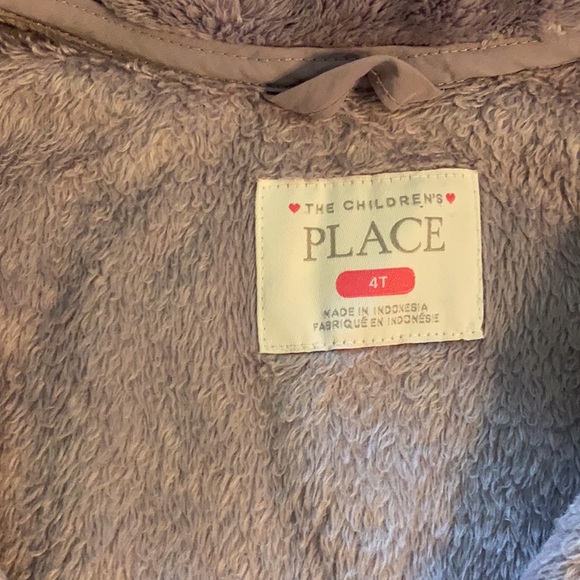 THE CHILDREN'S
PLACE
4T
MADE IN INDONESIA
FABRIQUÉ EN INDONÉSIE